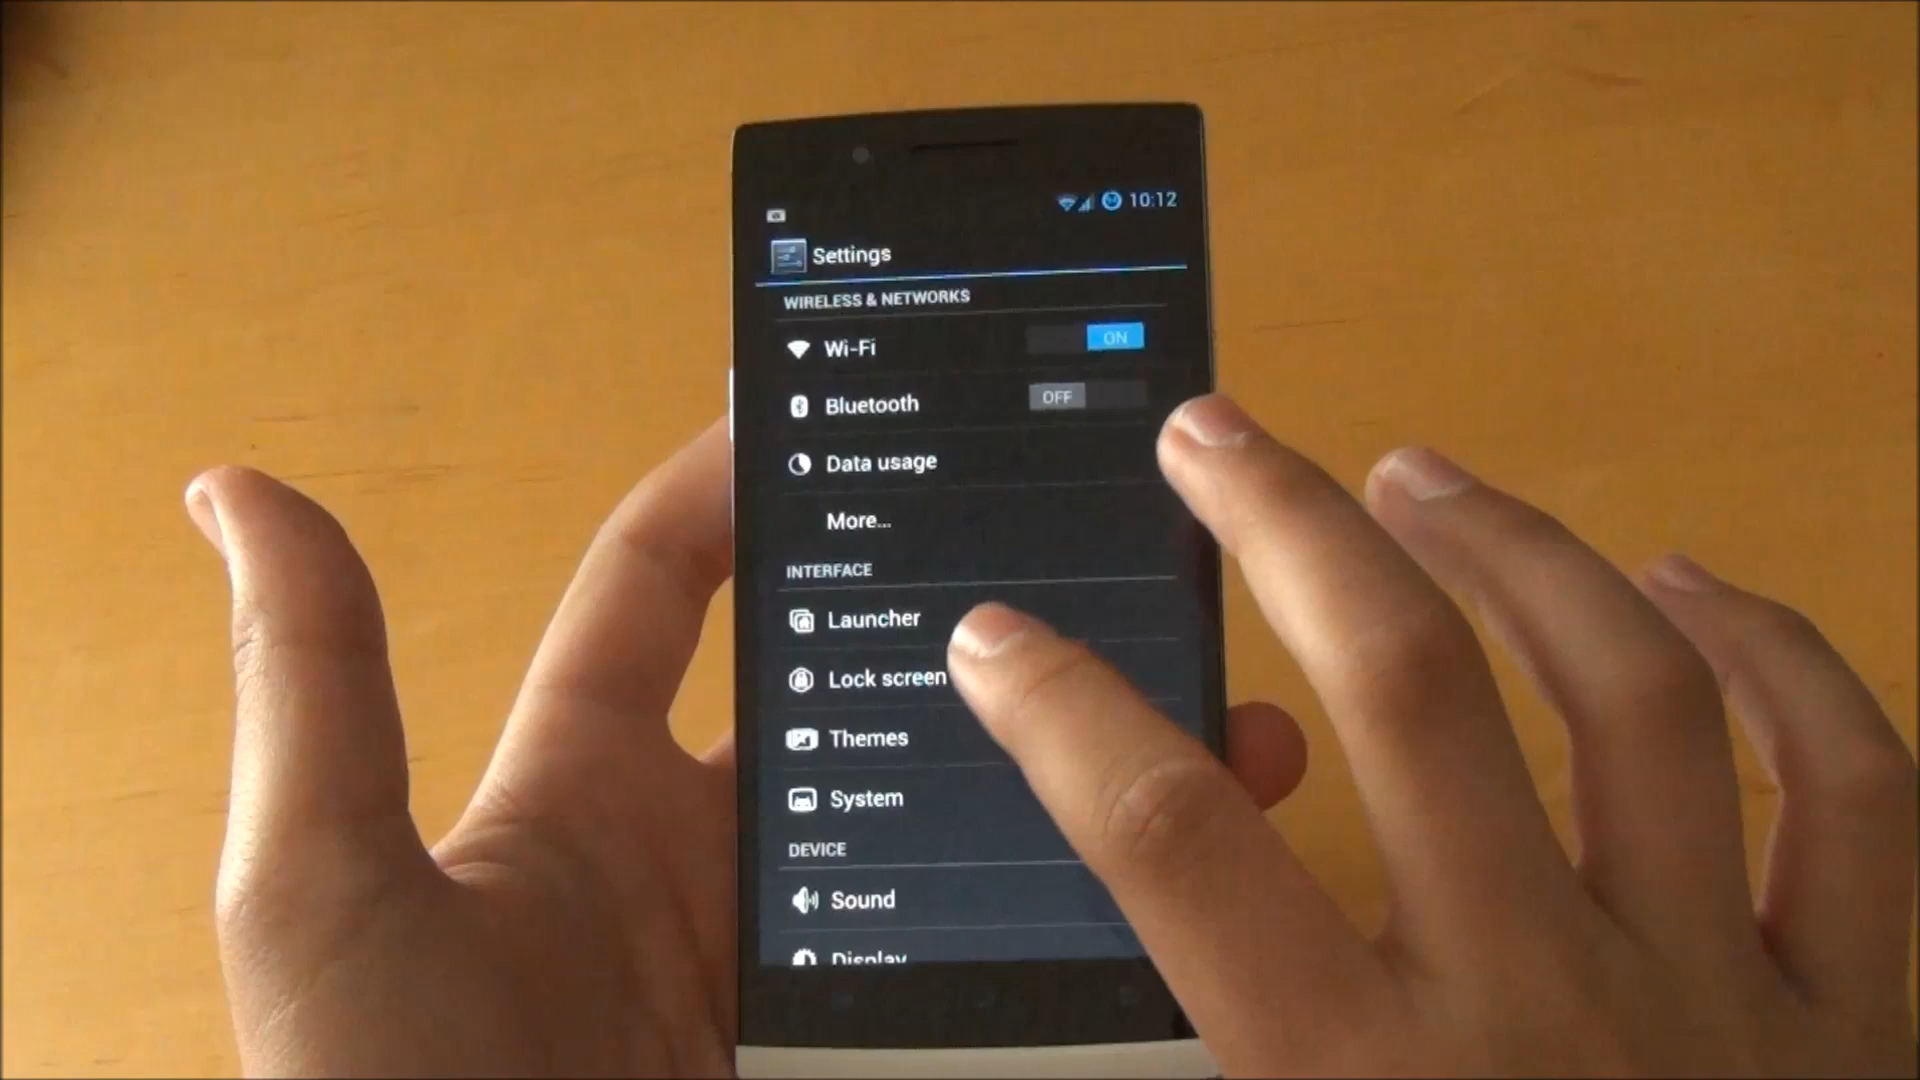 10:12
Settings
WIRELESS & NETWORKS
Wi-Fi ON
Bluetooth OFF
Data usage
More...
INTERFACE
Launcher
Lock screen
Themes
System
DEVICE
Sound
Display